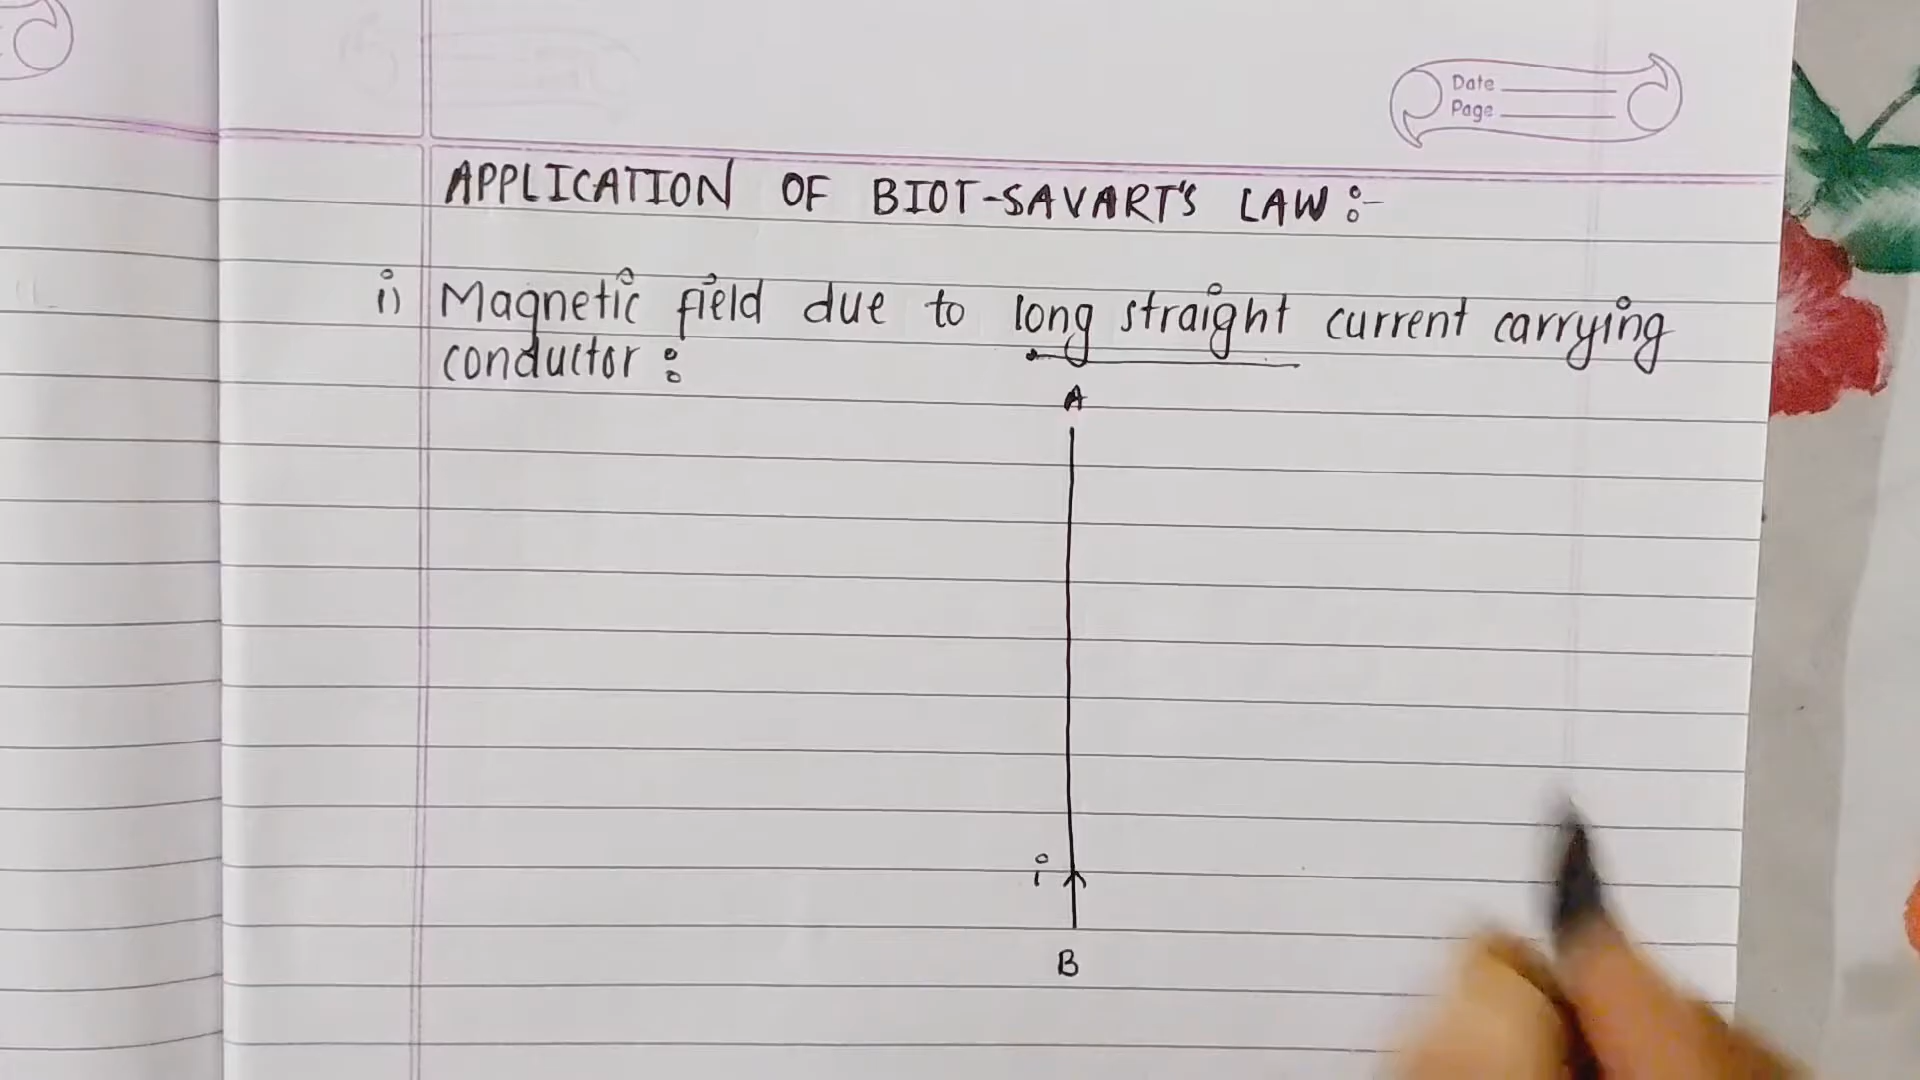 Date
Page
APPLICATION OF BIOT-SAVART'S LAW :-
i) Magnetic field due to long straight current carrying
conductor :
A
i
B